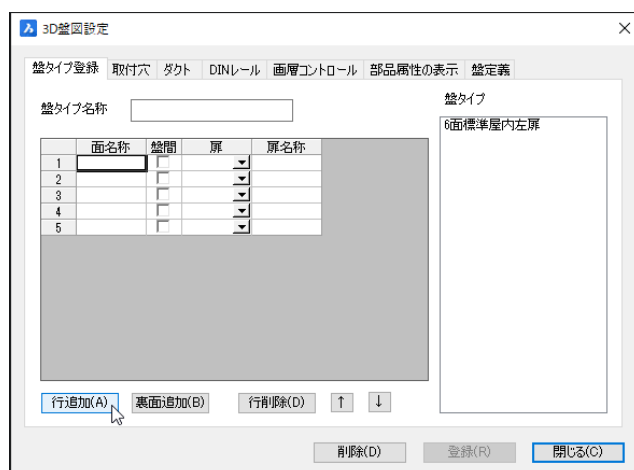 3D盤図設定
盤タイプ登録 取付穴 ダクト DINレール 画層コントロール 部品属性の表示 盤定義
盤タイプ名称
盤タイプ
6面標準屋内左扉
面名称 盤間 扉 扉名称
1
2
3
4
5
行追加(A) 裏面追加(B) 行削除(D) ↑ ↓
削除(D) 登録(R) 閉じる(C)